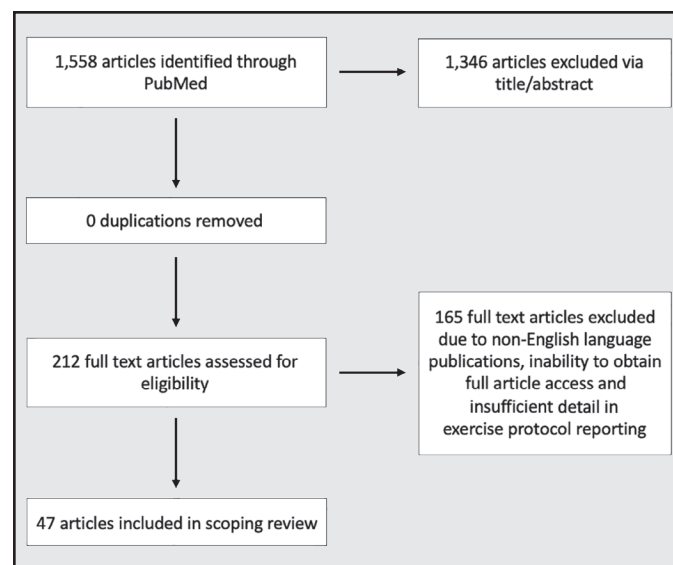 1,558 articles identified through
PubMed
1,346 articles excluded via
title/abstract
0 duplications removed
212 full text articles assessed for
eligibility
165 full text articles excluded
due to non-English language
publications, inability to obtain
full article access and
insufficient detail in
exercise protocol reporting
47 articles included in scoping review